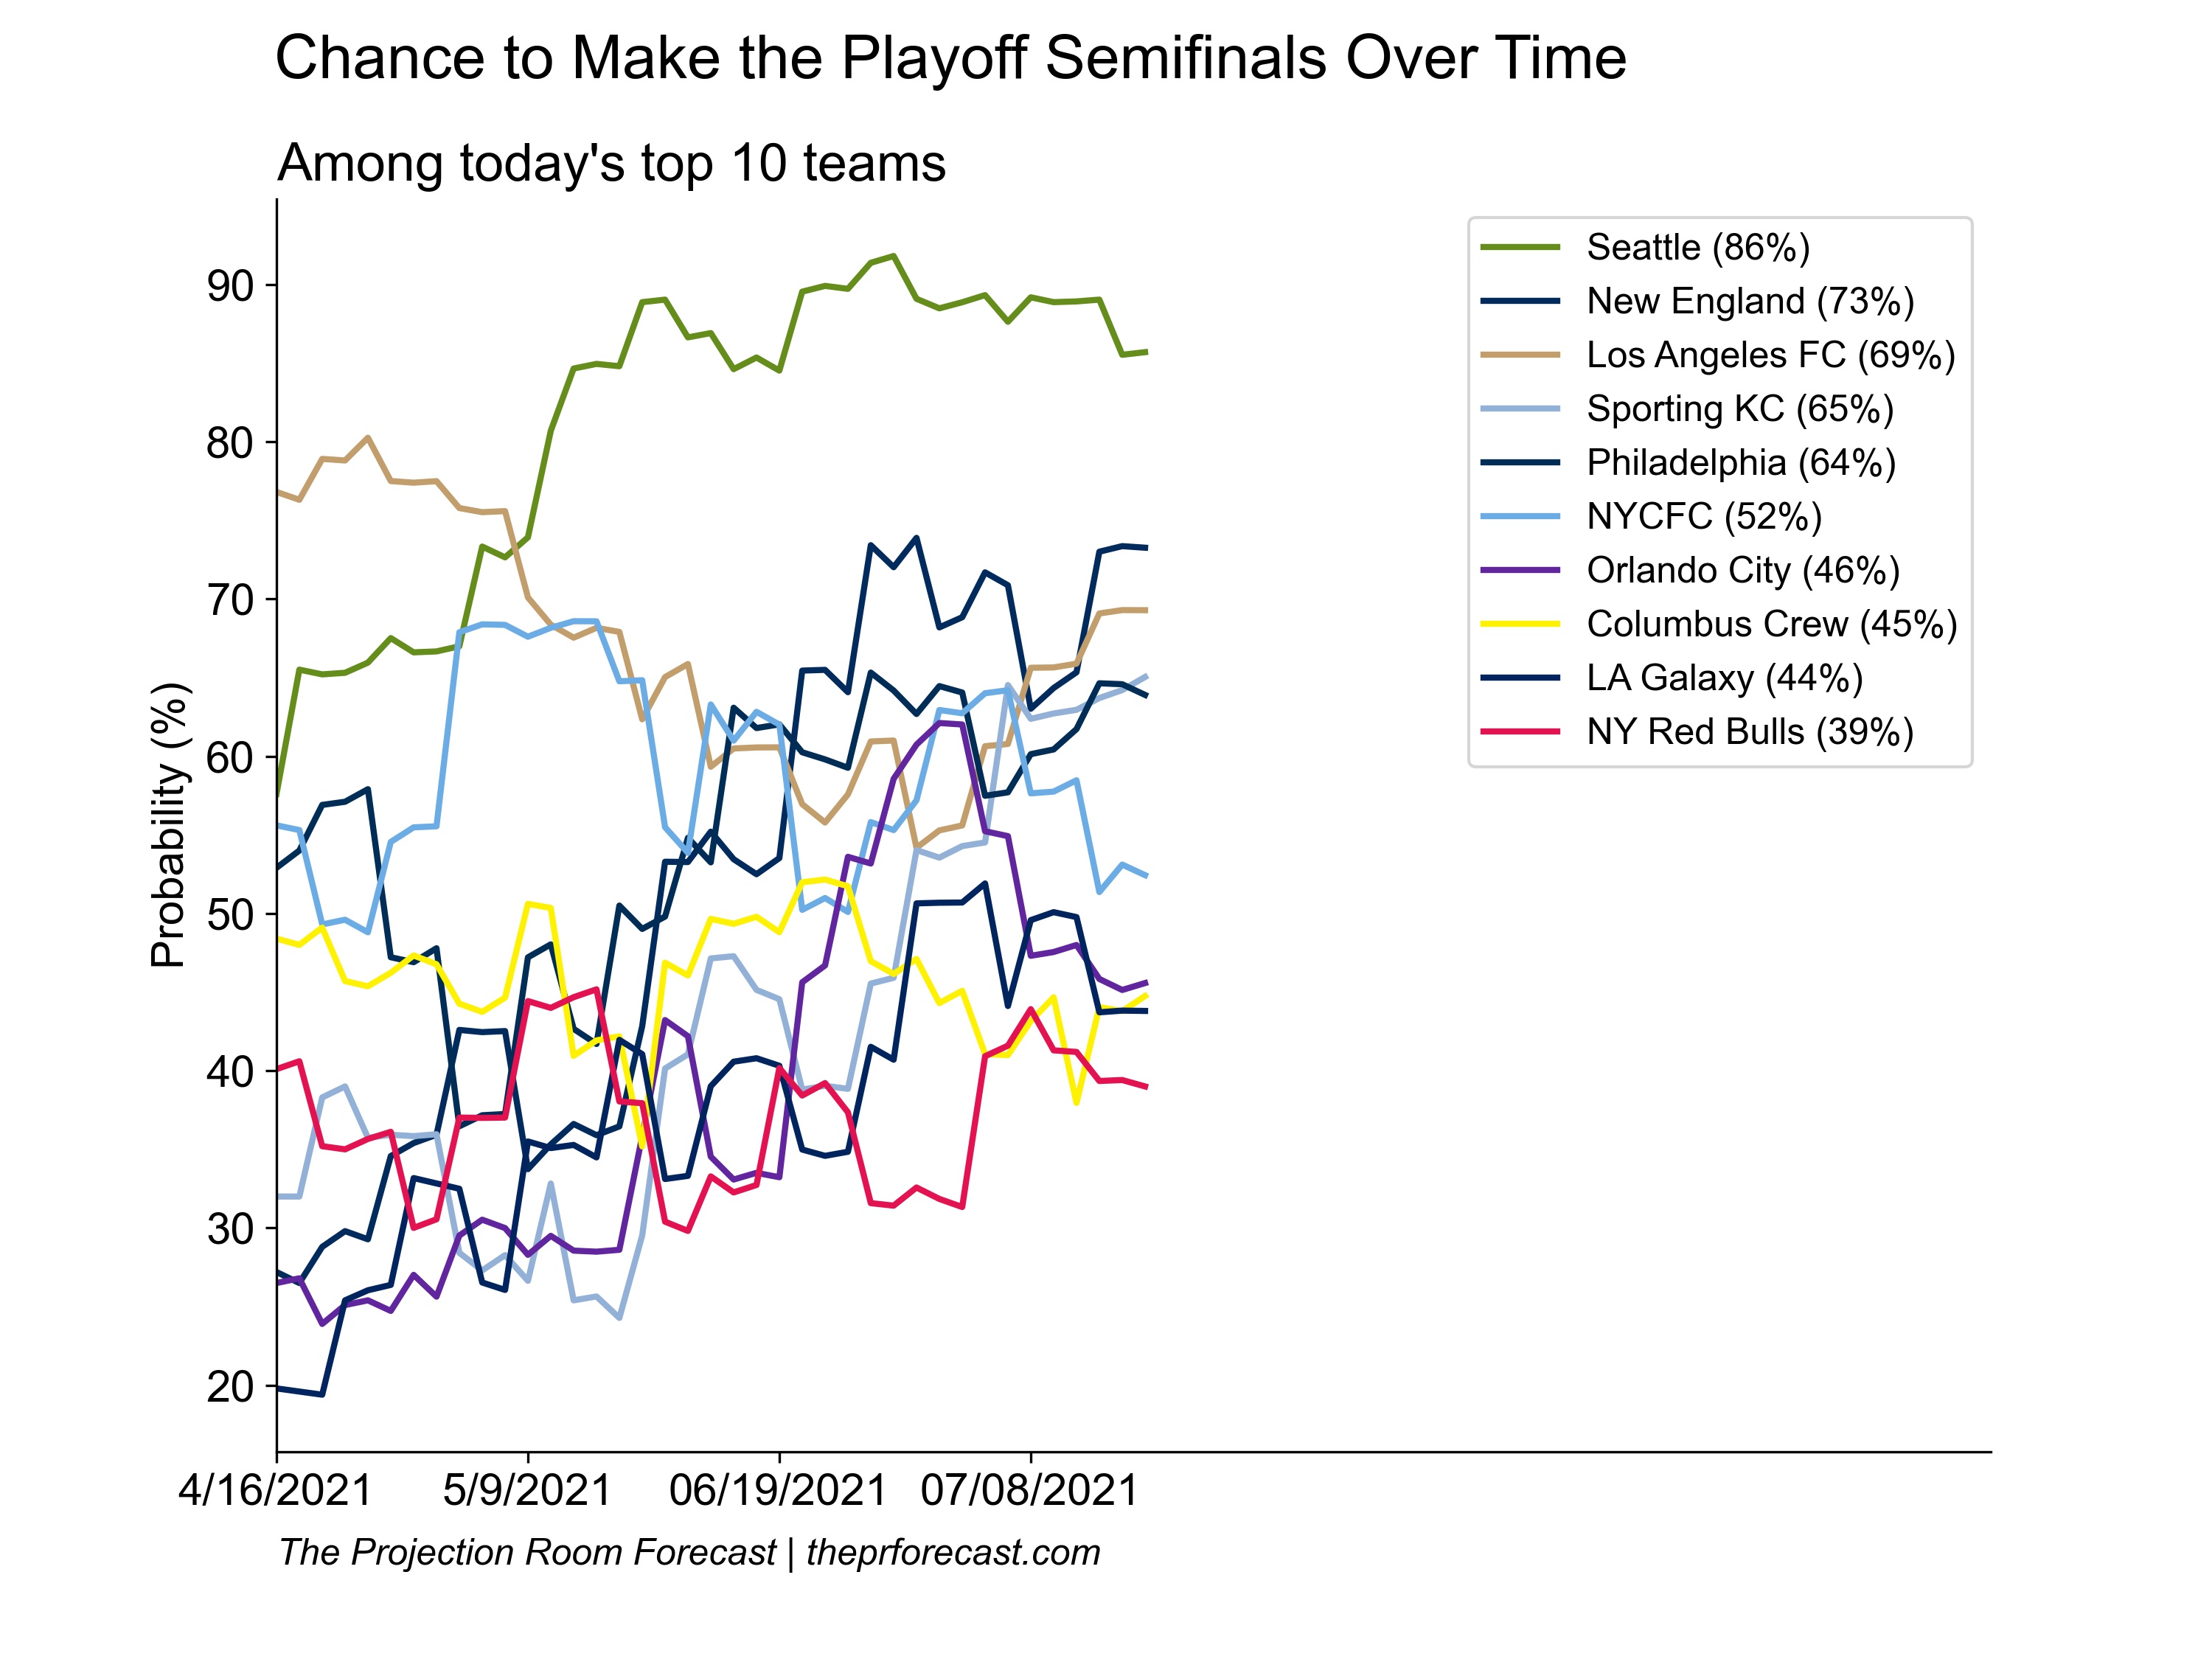 Chance to Make the Playoff Semifinals Over Time
Among today's top 10 teams
Seattle (86%)
New England (73%)
Los Angeles FC (69%)
Sporting KC (65%)
Philadelphia (64%)
NYCFC (52%)
Orlando City (46%)
Columbus Crew (45%)
LA Galaxy (44%)
NY Red Bulls (39%)
Probability (%)
90
80
70
60
50
40
30
20
4/16/2021 5/9/2021 06/19/2021 07/08/2021
The Projection Room Forecast | theprforecast.com